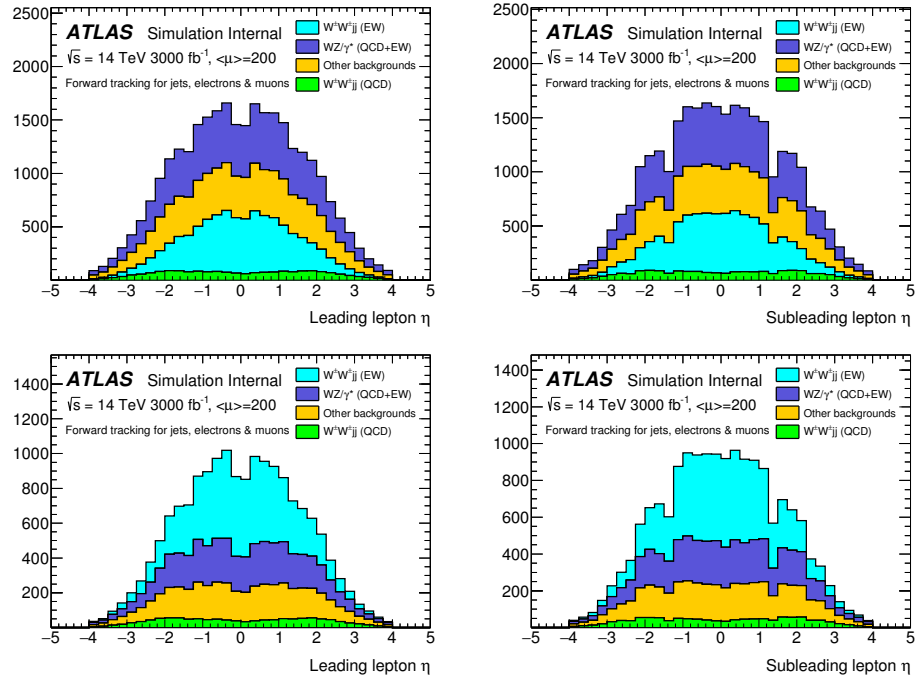 2500
2000
1500
1000
500
ATLAS Simulation Internal
√s = 14 TeV 3000 fb⁻¹, <μ>=200
Forward tracking for jets, electrons & muons
W±W±jj (EW)
WZ/γ* (QCD+EW)
Other backgrounds
W±W±jj (QCD)
−5 −4 −3 −2 −1 0 1 2 3 4 5
Leading lepton η
2500
2000
1500
1000
500
ATLAS Simulation Internal
√s = 14 TeV 3000 fb⁻¹, <μ>=200
Forward tracking for jets, electrons & muons
W±W±jj (EW)
WZ/γ* (QCD+EW)
Other backgrounds
W±W±jj (QCD)
−5 −4 −3 −2 −1 0 1 2 3 4 5
Subleading lepton η
1400
1200
1000
800
600
400
200
ATLAS Simulation Internal
√s = 14 TeV 3000 fb⁻¹, <μ>=200
Forward tracking for jets, electrons & muons
W±W±jj (EW)
WZ/γ* (QCD+EW)
Other backgrounds
W±W±jj (QCD)
−5 −4 −3 −2 −1 0 1 2 3 4 5
Leading lepton η
1400
1200
1000
800
600
400
200
ATLAS Simulation Internal
√s = 14 TeV 3000 fb⁻¹, <μ>=200
Forward tracking for jets, electrons & muons
W±W±jj (EW)
WZ/γ* (QCD+EW)
Other backgrounds
W±W±jj (QCD)
−5 −4 −3 −2 −1 0 1 2 3 4 5
Subleading lepton η